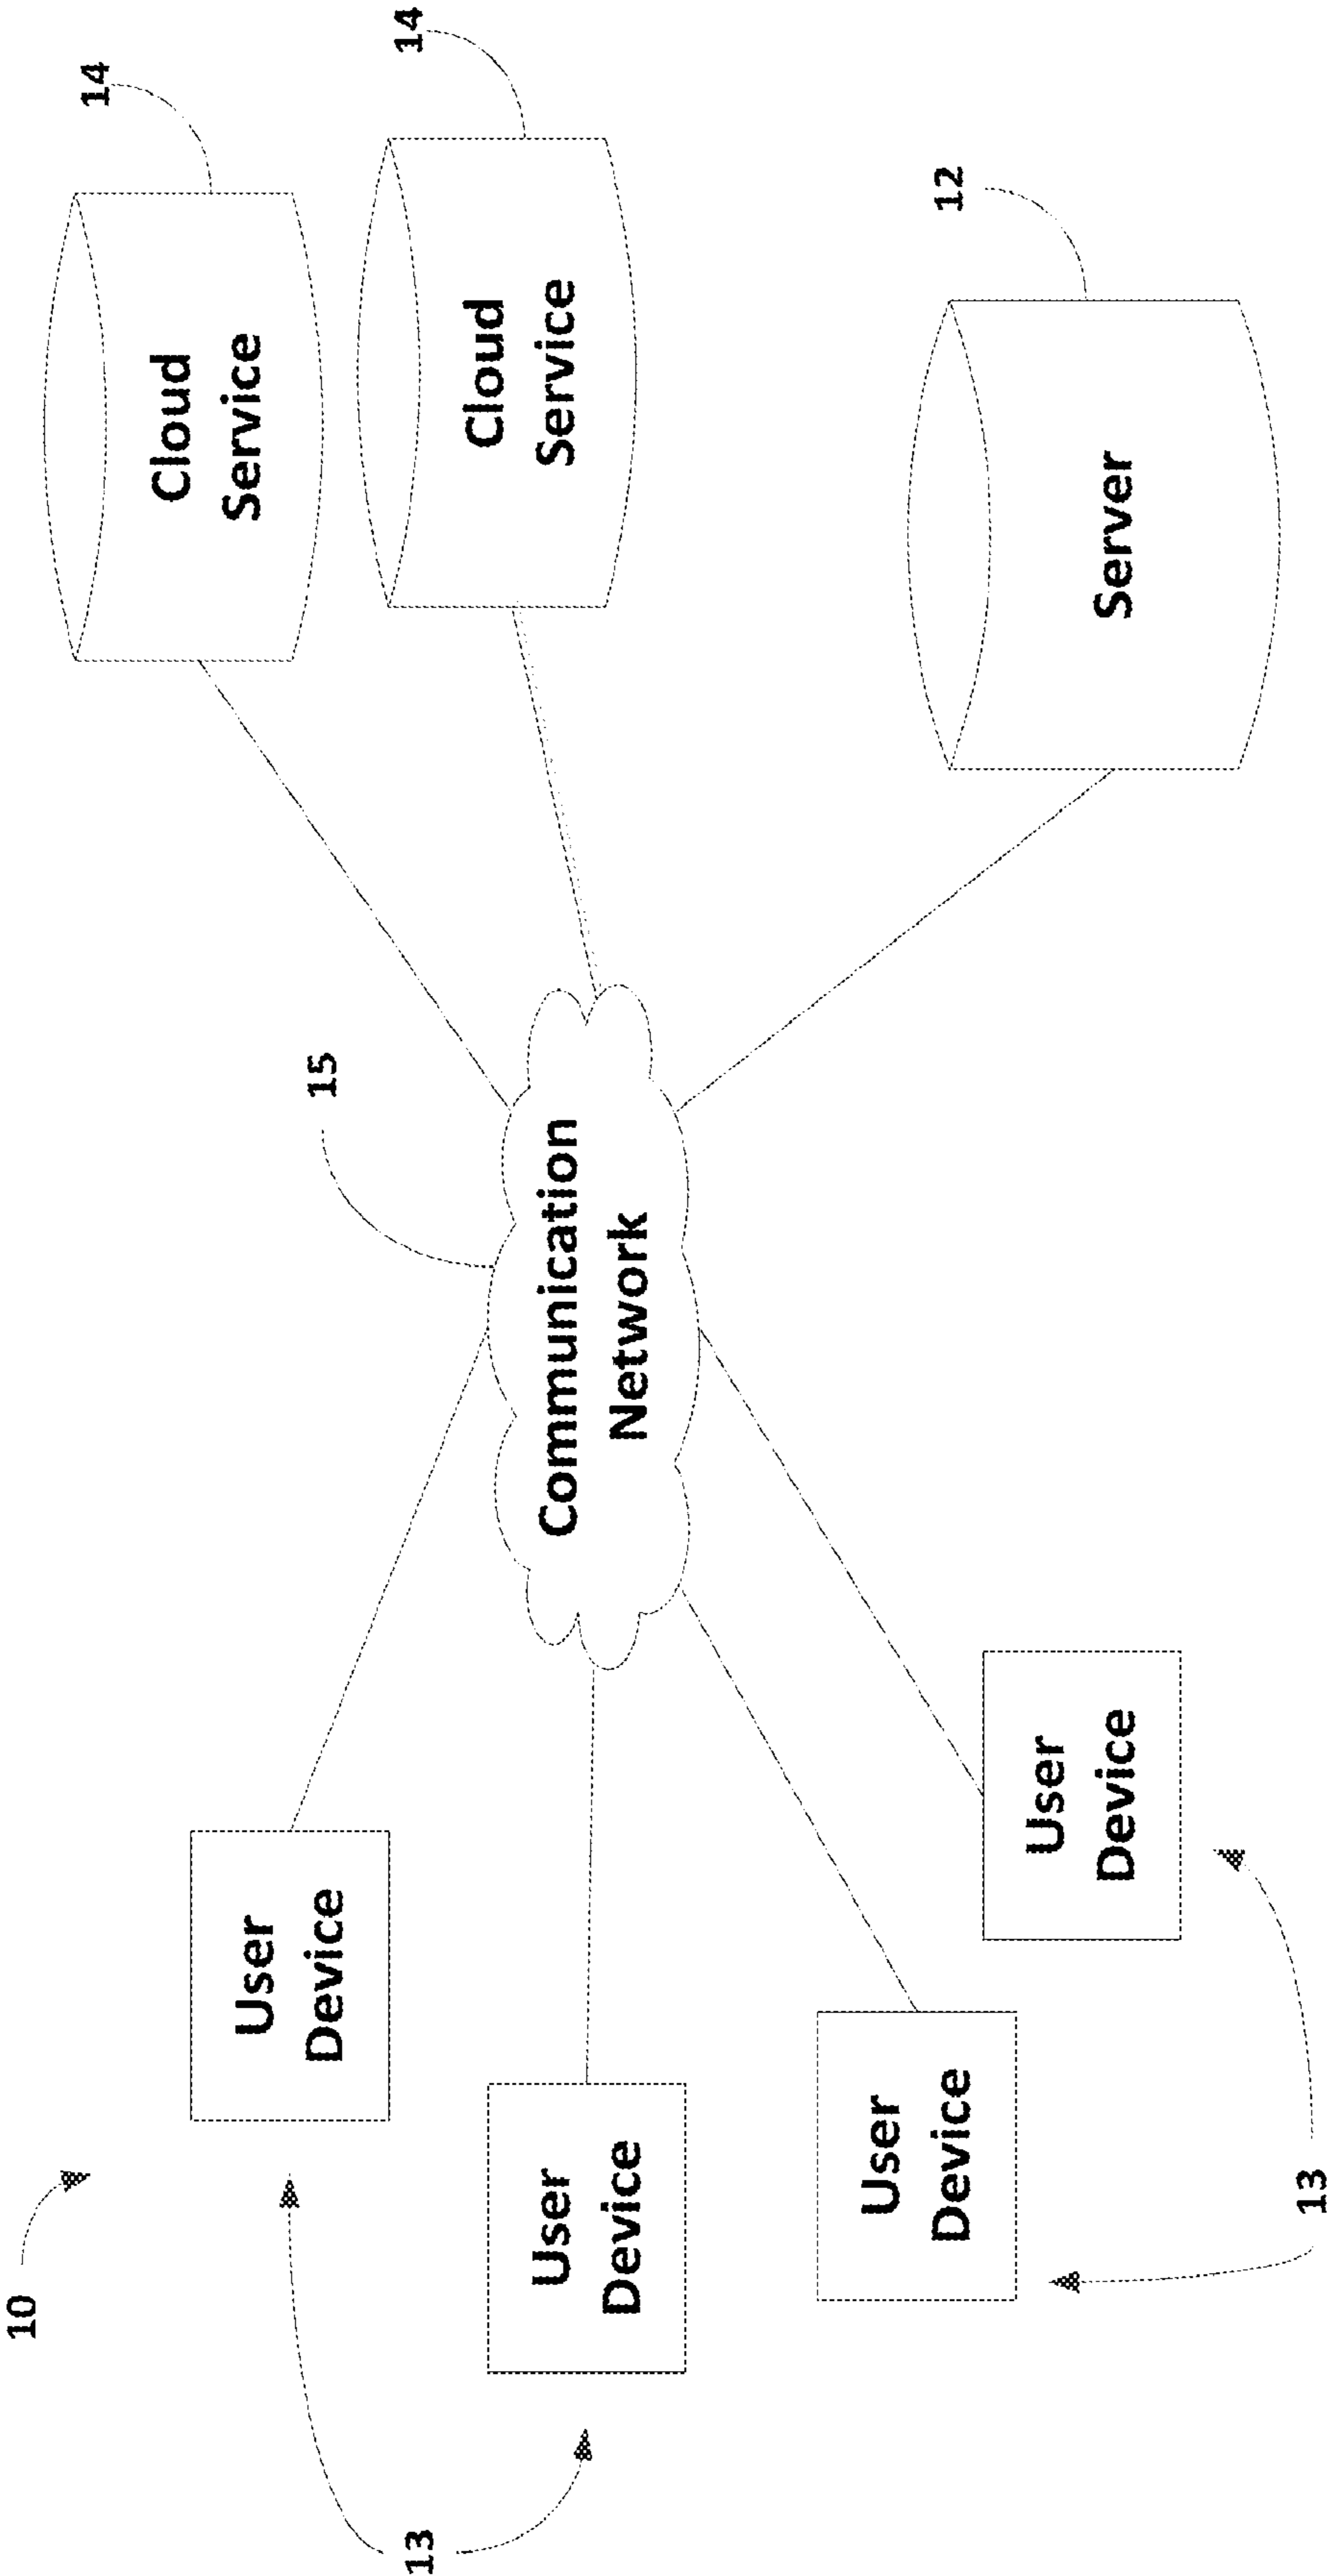 10
14
Cloud
Service
User
Device
15
14
13
Cloud
Service
User
Device
Communication
Network
User
Device
12
User
Device
Server
13